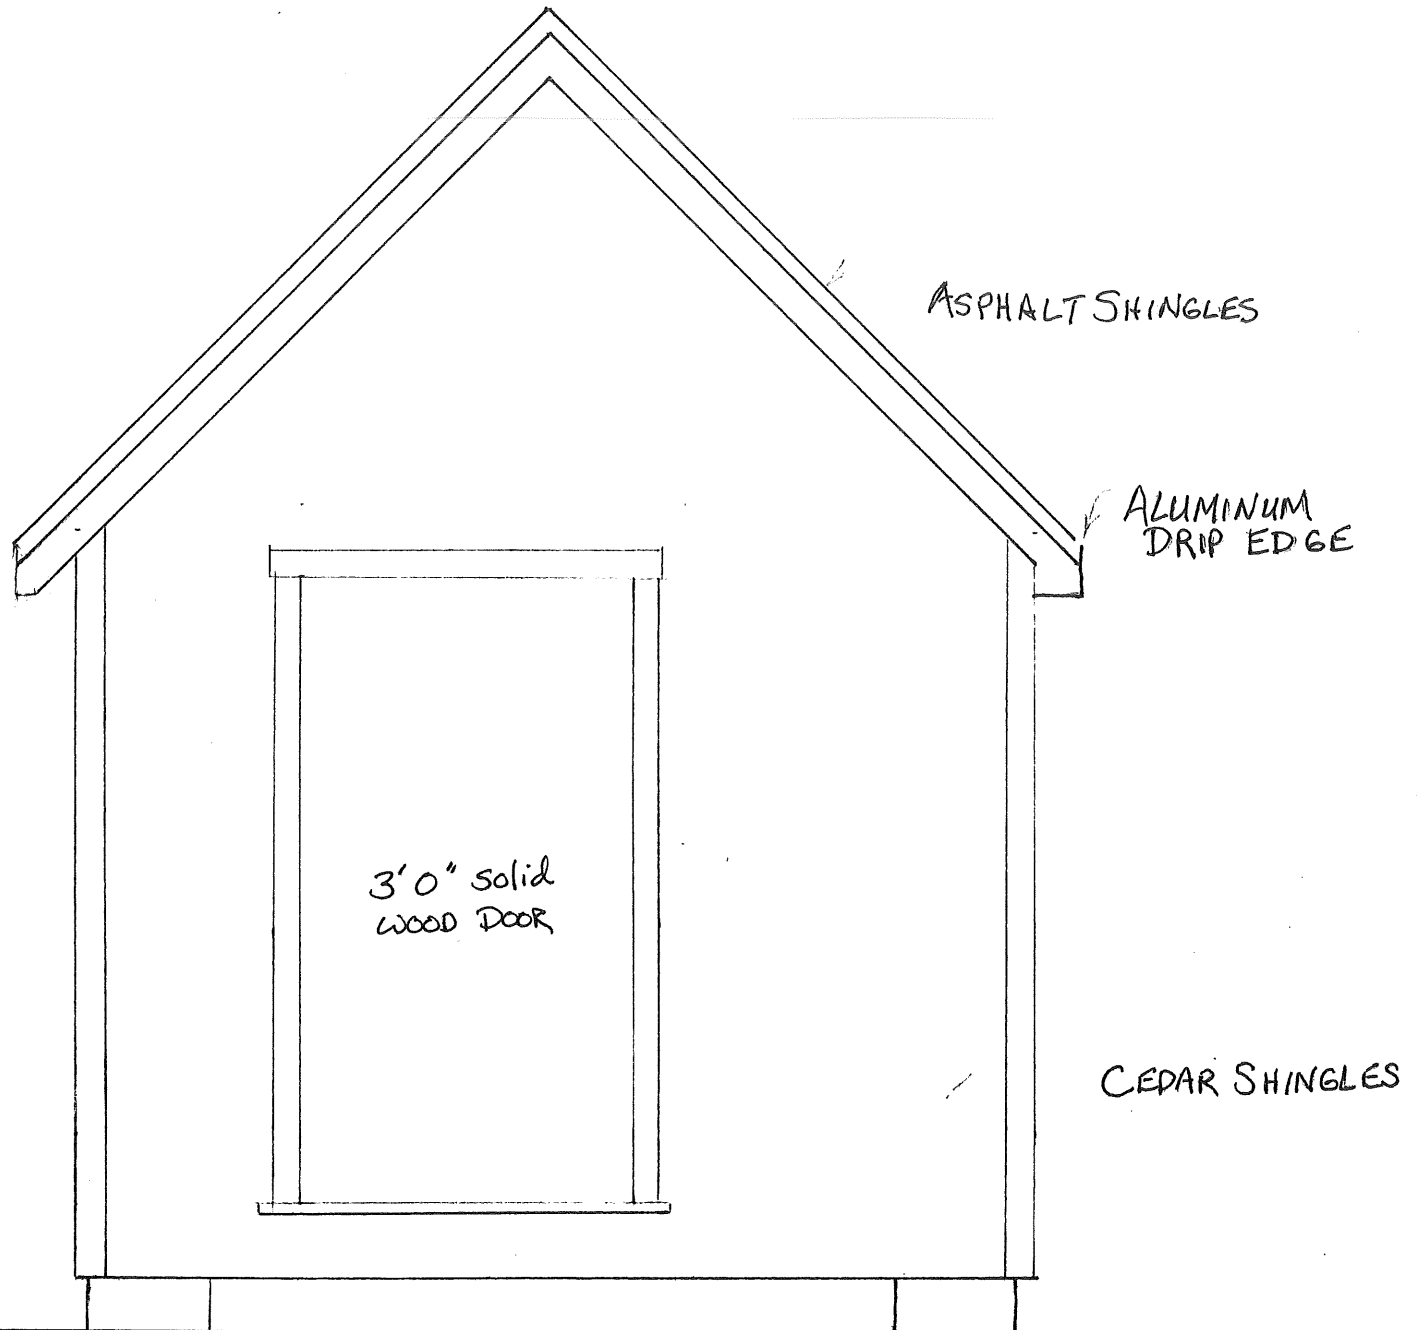 ASPHALT SHINGLES
ALUMINUM
DRIP EDGE
3'0" solid
WOOD DOOR
CEDAR SHINGLES